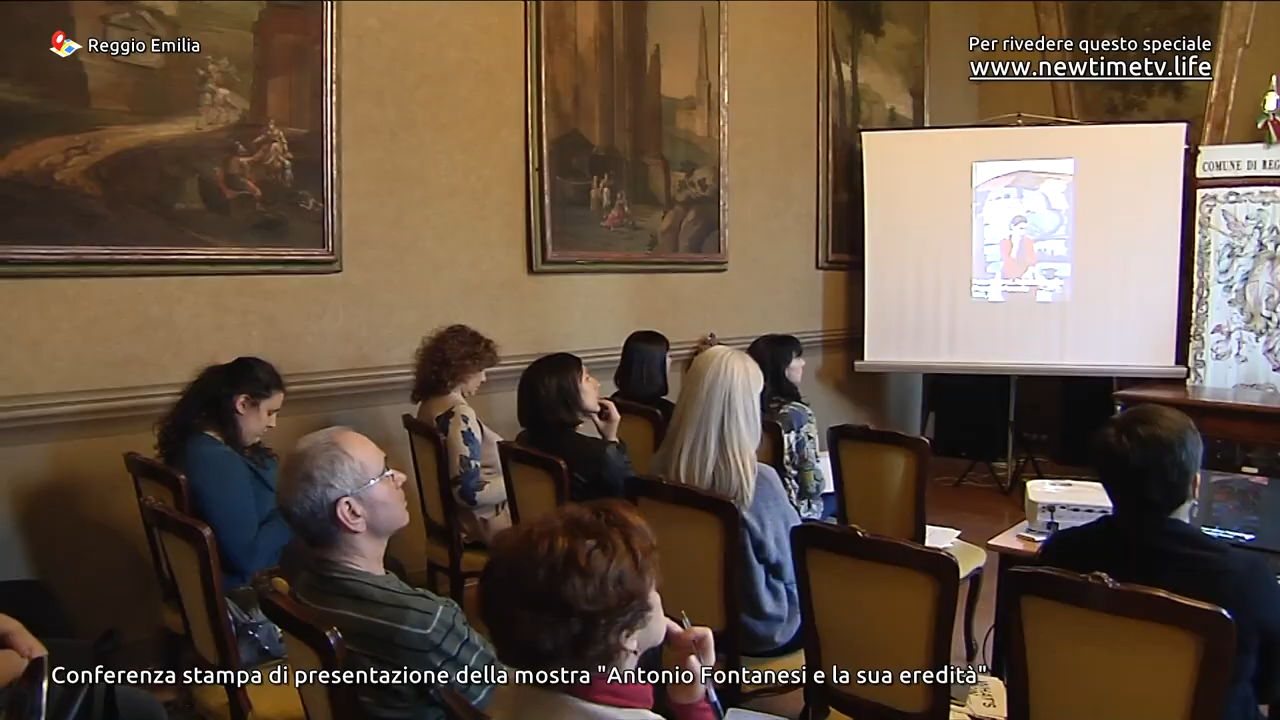 Reggio Emilia
Per rivedere questo speciale
www.newtimetv.life
COMUNE DI REG
Conferenza stampa di presentazione della mostra "Antonio Fontanesi e la sua eredità"